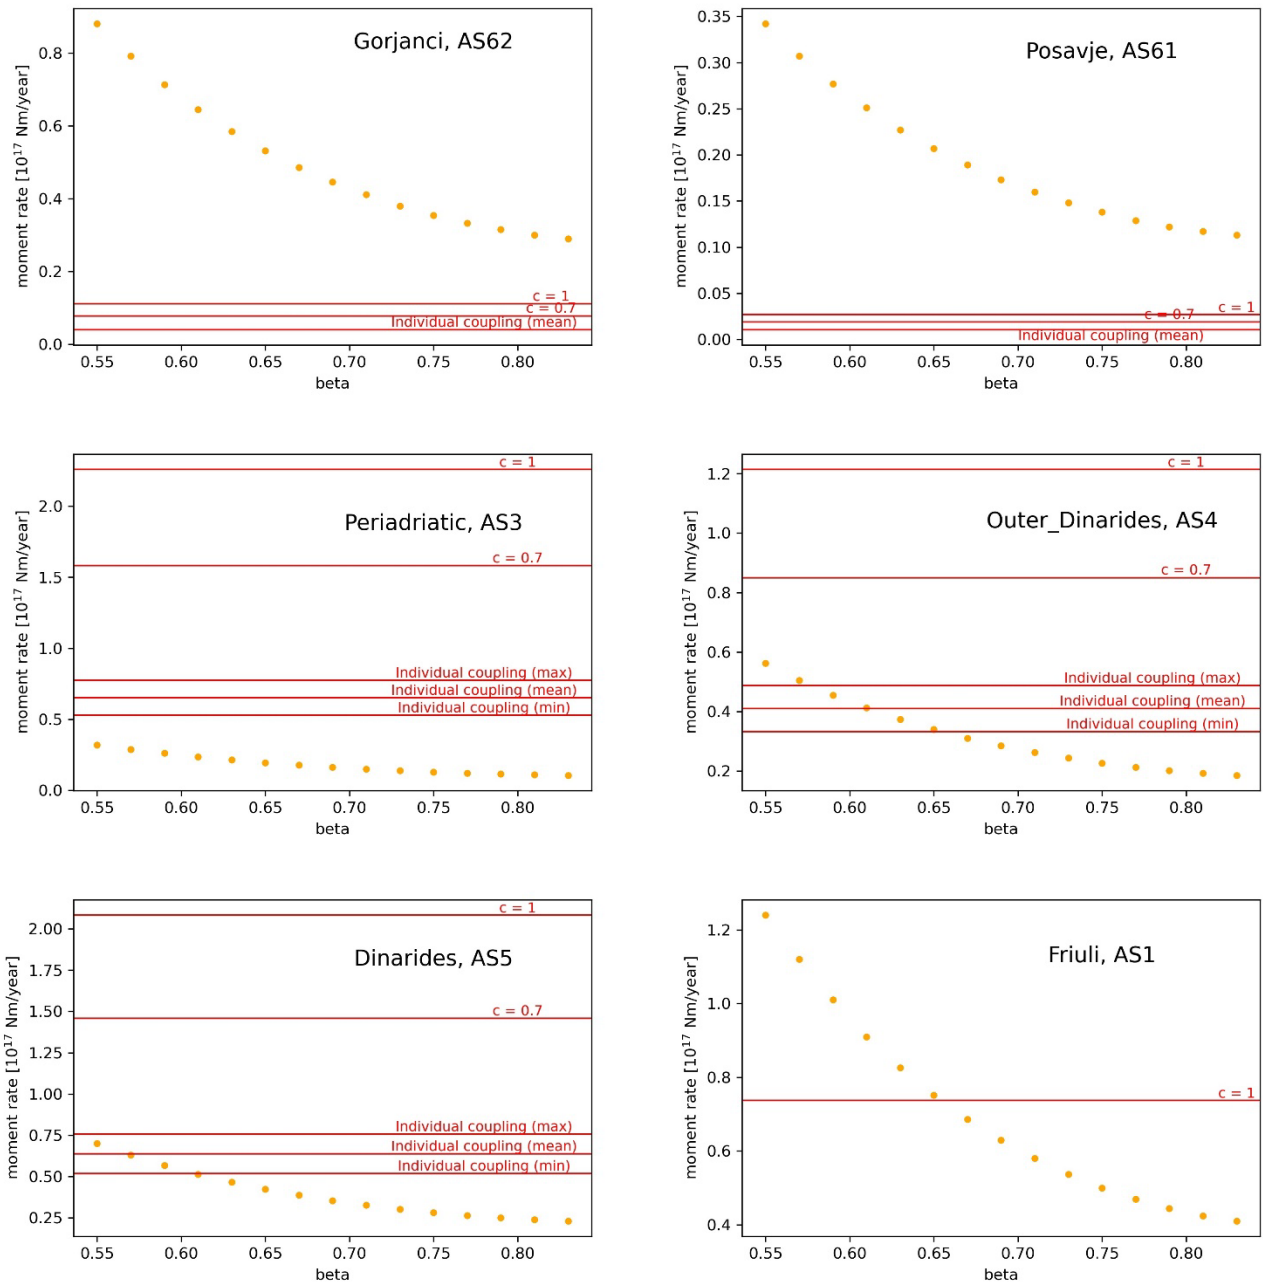 Gorjanci, AS62
moment rate [10^17 Nm/year]
0.8
0.6
0.4
0.2
0.0
c = 1
c = 0.7
Individual coupling (mean)
0.55 0.60 0.65 0.70 0.75 0.80
beta
Posavje, AS61
moment rate [10^17 Nm/year]
0.35
0.30
0.25
0.20
0.15
0.10
0.05
0.00
c = 1
c = 0.7
Individual coupling (mean)
0.55 0.60 0.65 0.70 0.75 0.80
beta
Periadriatic, AS3
moment rate [10^17 Nm/year]
2.0
1.5
1.0
0.5
0.0
c = 1
c = 0.7
Individual coupling (max)
Individual coupling (mean)
Individual coupling (min)
0.55 0.60 0.65 0.70 0.75 0.80
beta
Outer_Dinarides, AS4
moment rate [10^17 Nm/year]
1.2
1.0
0.8
0.6
0.4
0.2
c = 1
c = 0.7
Individual coupling (max)
Individual coupling (mean)
Individual coupling (min)
0.55 0.60 0.65 0.70 0.75 0.80
beta
Dinarides, AS5
moment rate [10^17 Nm/year]
2.00
1.75
1.50
1.25
1.00
0.75
0.50
0.25
c = 1
c = 0.7
Individual coupling (max)
Individual coupling (mean)
Individual coupling (min)
0.55 0.60 0.65 0.70 0.75 0.80
beta
Friuli, AS1
moment rate [10^17 Nm/year]
1.2
1.0
0.8
0.6
0.4
c = 1
0.55 0.60 0.65 0.70 0.75 0.80
beta